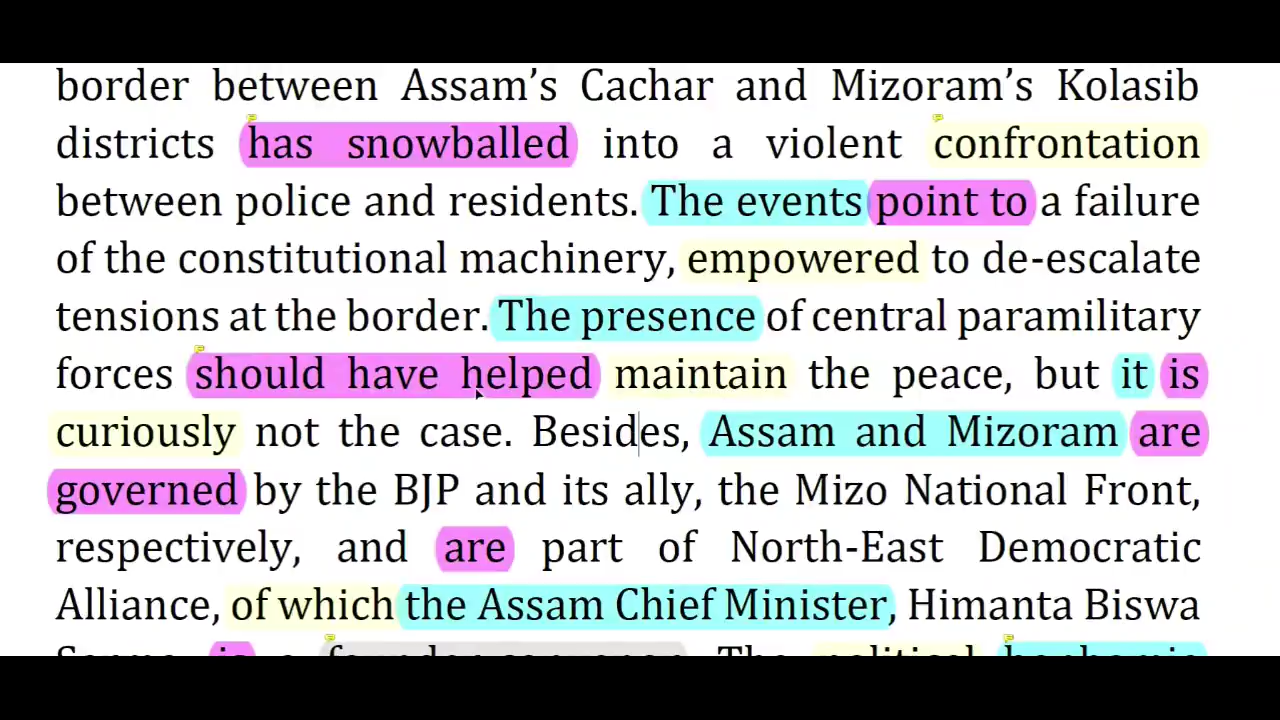 border between Assam’s Cachar and Mizoram’s Kolasib
districts has snowballed into a violent confrontation
between police and residents. The events point to a failure
of the constitutional machinery, empowered to de-escalate
tensions at the border. The presence of central paramilitary
forces should have helped maintain the peace, but it is
curiously not the case. Besides, Assam and Mizoram are
governed by the BJP and its ally, the Mizo National Front,
respectively, and are part of North-East Democratic
Alliance, of which the Assam Chief Minister, Himanta Biswa
is a founder The political